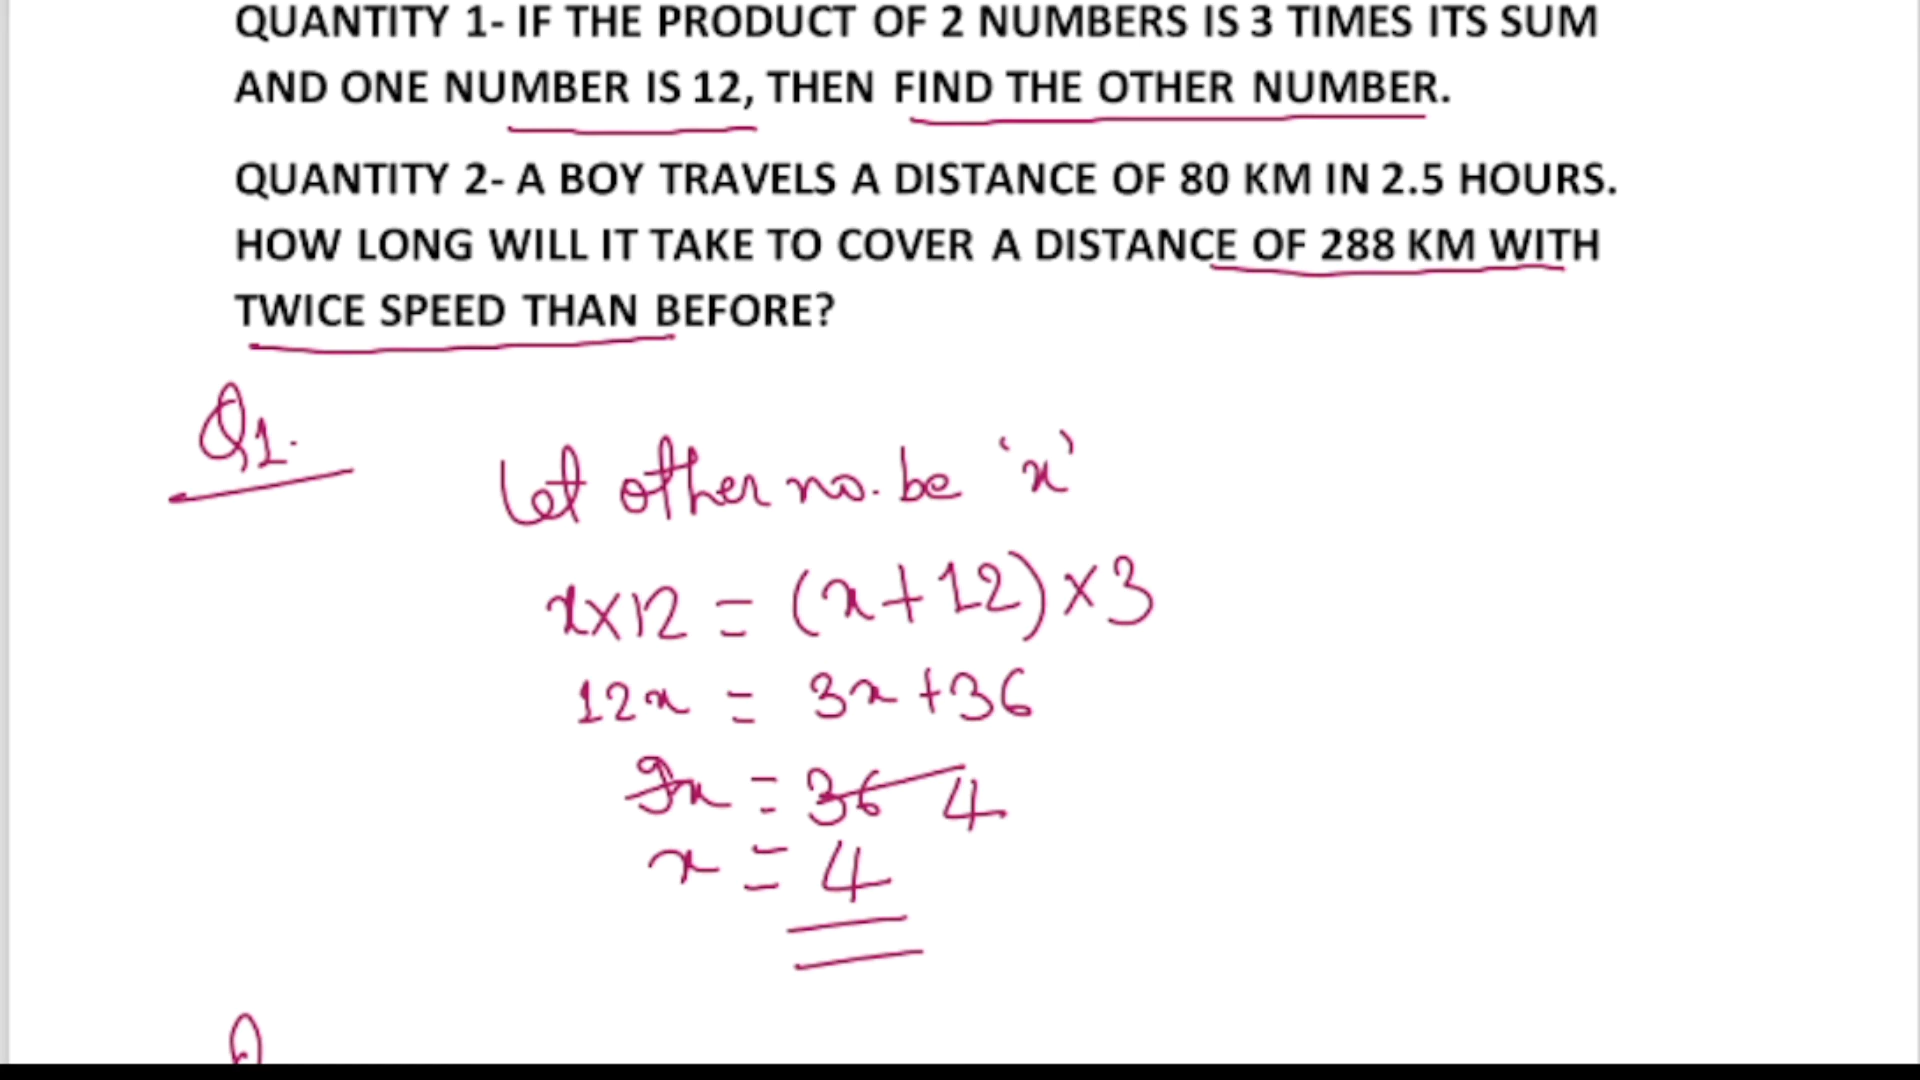 QUANTITY 1- IF THE PRODUCT OF 2 NUMBERS IS 3 TIMES ITS SUM
AND ONE NUMBER IS 12, THEN FIND THE OTHER NUMBER.
QUANTITY 2- A BOY TRAVELS A DISTANCE OF 80 KM IN 2.5 HOURS.
HOW LONG WILL IT TAKE TO COVER A DISTANCE OF 288 KM WITH
TWICE SPEED THAN BEFORE?
Q1.
Let other no. be 'x'
x×12 = (x+12)×3
12x = 3x+36
9x = 36 4
x = 4
Q